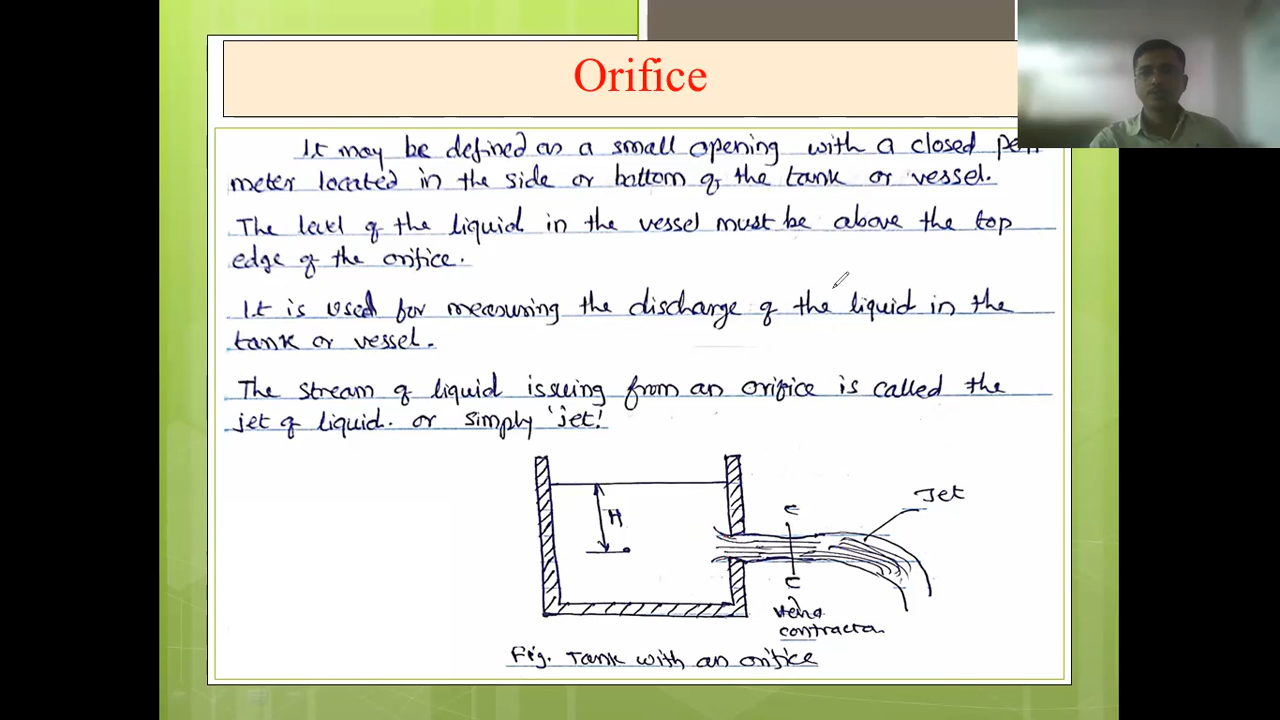 Orifice
It may be defined as a small opening with a closed peri
meter located in the side or bottom of the tank or vessel.
The level of the liquid in the vessel must be above the top
edge of the orifice.
It is used for measuring the discharge of the liquid in the
tank or vessel.
The stream of liquid issuing from an orifice is called the
jet of liquid. or simply 'jet!
Jet
C
H
C
Vena
contracta
Fig. Tank with an orifice